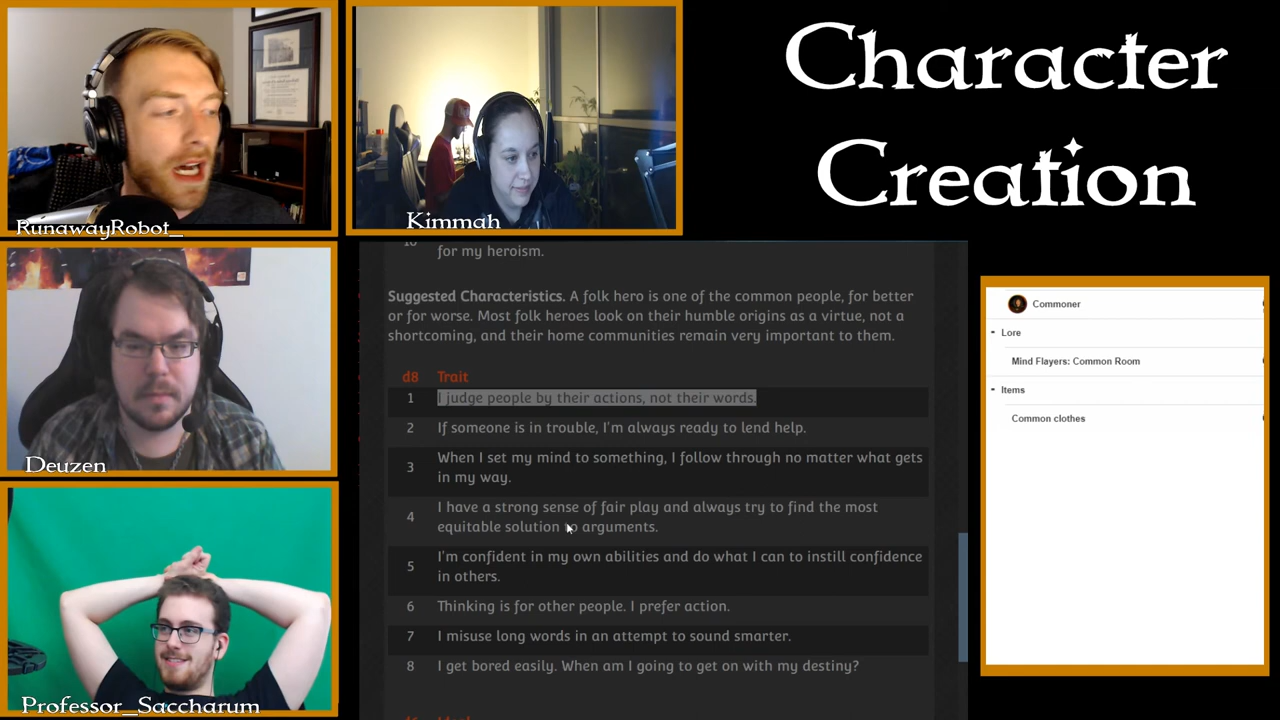 Character
Creation
RunawayRobot_
Kimmah
Deuzen
Professor_Saccharum
for my heroism.
Suggested Characteristics. A folk hero is one of the common people, for better
or for worse. Most folk heroes look on their humble origins as a virtue, not a
shortcoming, and their home communities remain very important to them.
d8 Trait
1 I judge people by their actions, not their words.
2 If someone is in trouble, I'm always ready to lend help.
3 When I set my mind to something, I follow through no matter what gets
in my way.
4 I have a strong sense of fair play and always try to find the most
equitable solution to arguments.
5 I'm confident in my own abilities and do what I can to instill confidence
in others.
6 Thinking is for other people. I prefer action.
7 I misuse long words in an attempt to sound smarter.
8 I get bored easily. When am I going to get on with my destiny?
Commoner
Lore
Mind Flayers: Common Room
Items
Common clothes